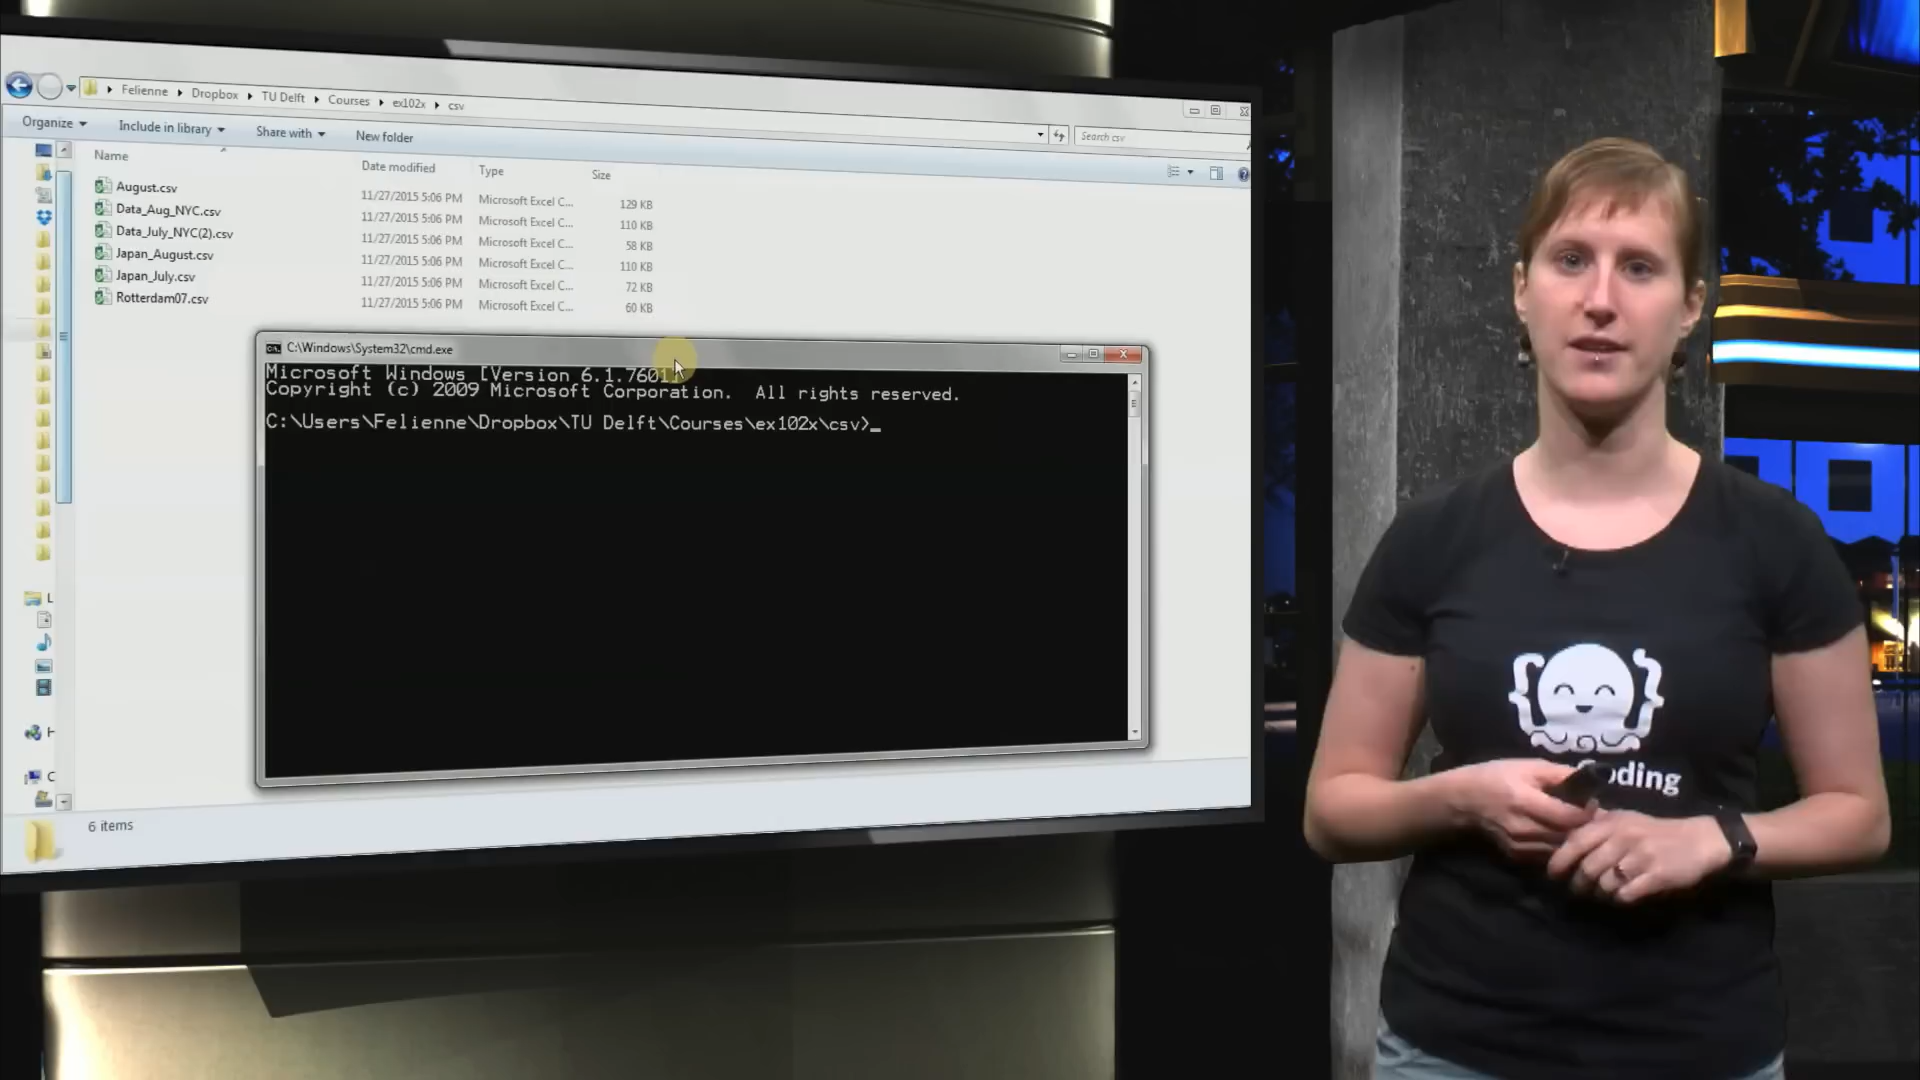 Felienne Dropbox TU Delft Courses ex102x csv
Search csv
Organize Include in library Share with New folder
Name Date modified Type Size
August.csv 11/27/2015 5:06 PM Microsoft Excel C... 129 KB
Data_Aug_NYC.csv 11/27/2015 5:06 PM Microsoft Excel C... 110 KB
Data_July_NYC(2).csv 11/27/2015 5:06 PM Microsoft Excel C... 58 KB
Japan_August.csv 11/27/2015 5:06 PM Microsoft Excel C... 110 KB
Japan_July.csv 11/27/2015 5:06 PM Microsoft Excel C... 72 KB
Rotterdam07.csv 11/27/2015 5:06 PM Microsoft Excel C... 60 KB
C:\Windows\System32\cmd.exe
Microsoft Windows [Version 6.1.7601]
Copyright (c) 2009 Microsoft Corporation. All rights reserved.
C:\Users\Felienne\Dropbox\TU Delft\Courses\ex102x\csv>_
L
H
C
6 items